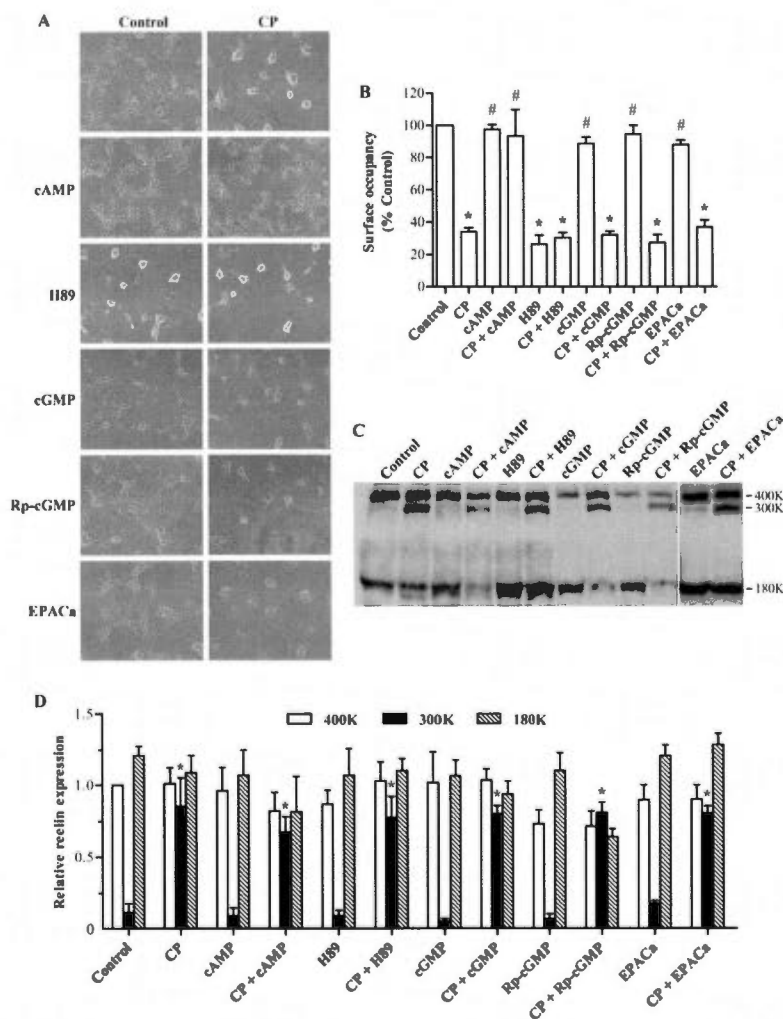 A
Control
CP
cAMP
H89
cGMP
Rp-cGMP
EPACa
B
Surface occupancy
(% Control)
120
100
80
60
40
20
0
# # # # #
* * * * * *
Control
CP
cAMP
CP + cAMP
H89
CP + H89
cGMP
CP + cGMP
Rp-cGMP
CP + Rp-cGMP
EPACa
CP + EPACa
C
Control
CP
cAMP
CP + cAMP
H89
CP + H89
cGMP
CP + cGMP
Rp-cGMP
CP + Rp-cGMP
EPACa
CP + EPACa
-400K
-300K
-180K
D
400K 300K 180K
Relative reelin expression
1.5
1.0
0.5
0
* * * * * *
Control
CP
cAMP
CP + cAMP
H89
CP + H89
cGMP
CP + cGMP
Rp-cGMP
CP + Rp-cGMP
EPACa
CP + EPACa